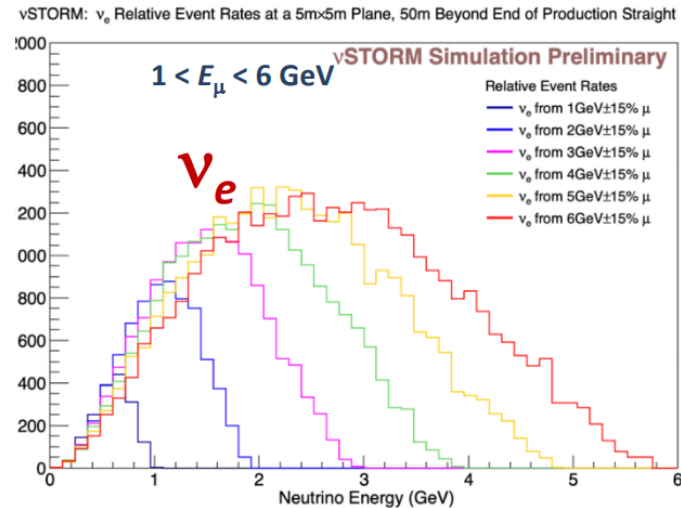 νSTORM: νe Relative Event Rates at a 5m×5m Plane, 50m Beyond End of Production Straight
νSTORM Simulation Preliminary
1 < Eμ < 6 GeV
νe
Relative Event Rates
νe from 1GeV±15% μ
νe from 2GeV±15% μ
νe from 3GeV±15% μ
νe from 4GeV±15% μ
νe from 5GeV±15% μ
νe from 6GeV±15% μ
2000
800
600
400
200
000
800
600
400
200
0
0 1 2 3 4 5 6
Neutrino Energy (GeV)